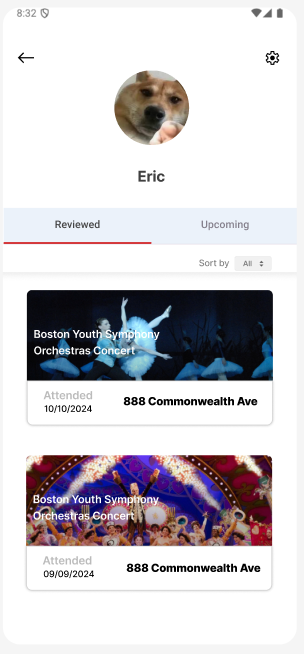 8:32
Eric
Reviewed Upcoming
Sort by All
Boston Youth Symphony
Orchestras Concert
Attended
10/10/2024
888 Commonwealth Ave
Boston Youth Symphony
Orchestras Concert
Attended
09/09/2024
888 Commonwealth Ave